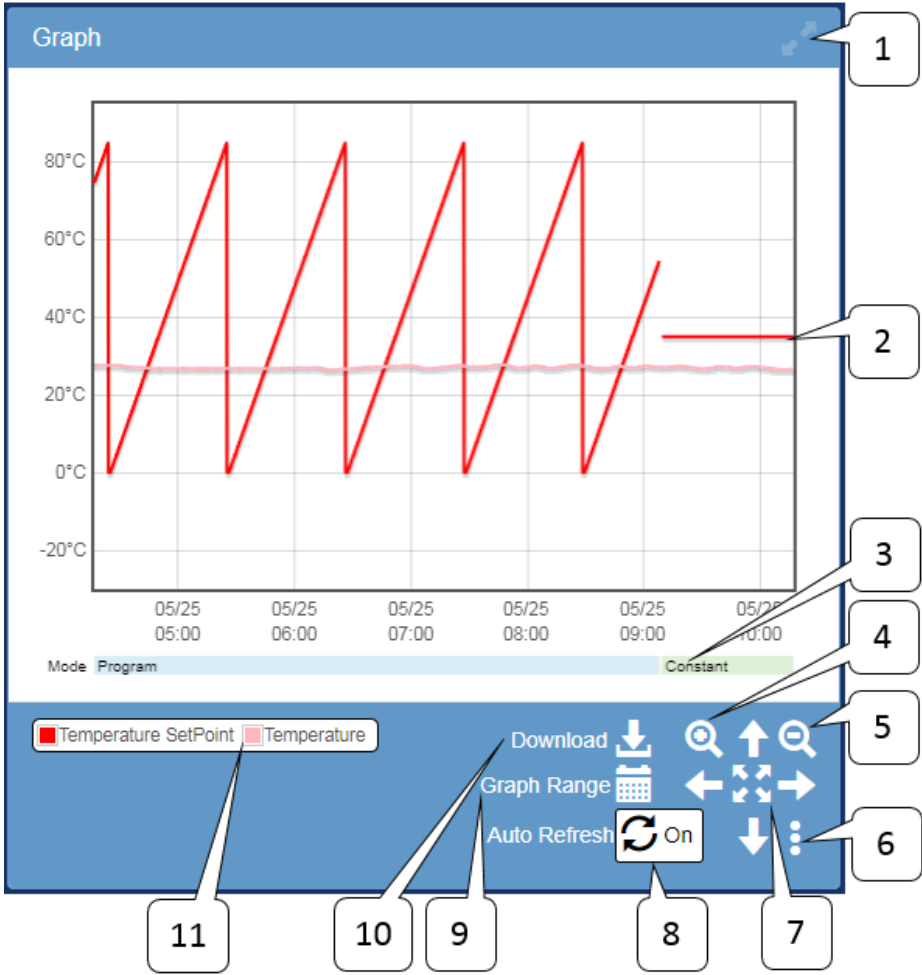 Graph
1
80°C
60°C
40°C
2
20°C
0°C
-20°C
3
05/25 05/25 05/25 05/25 05/25
05:00 06:00 07:00 08:00 09:00 10:00
4
Mode Program Constant
5
Temperature SetPoint Temperature
Download
Graph Range
Auto Refresh On
6
11 10 9 8 7